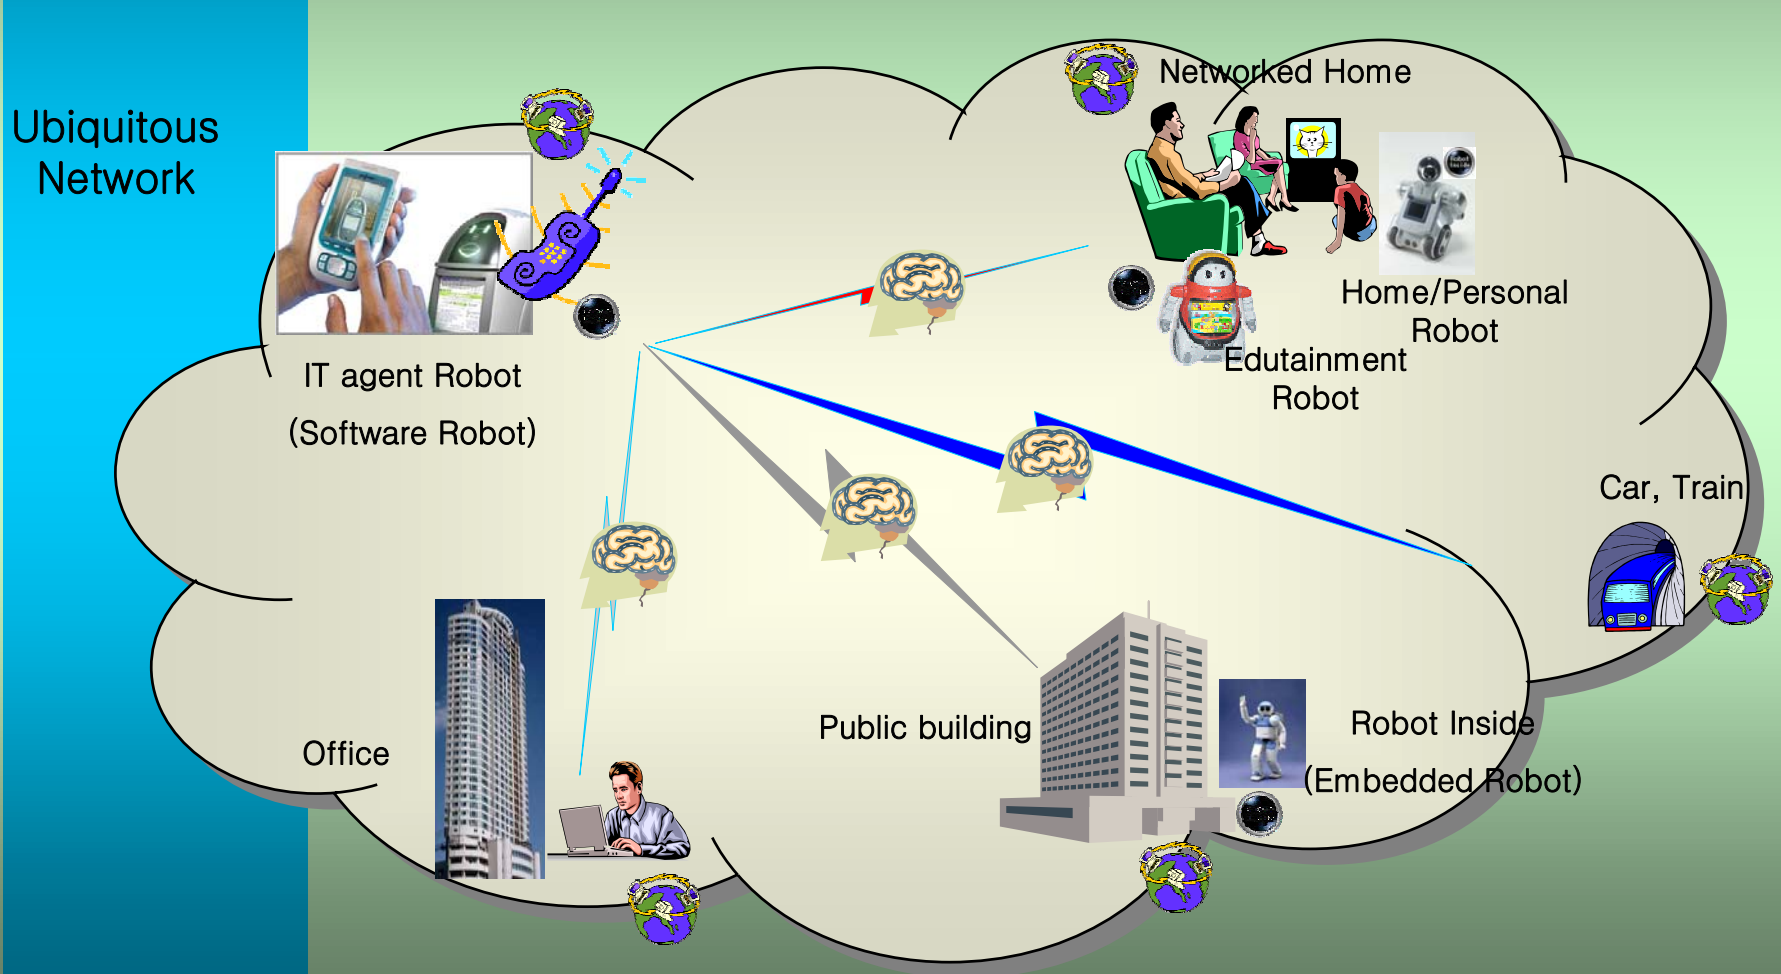 Ubiquitous
Network
Networked Home
Home/Personal
Robot
Edutainment
Robot
IT agent Robot
(Software Robot)
Car, Train
Office
Public building
Robot Inside
(Embedded Robot)